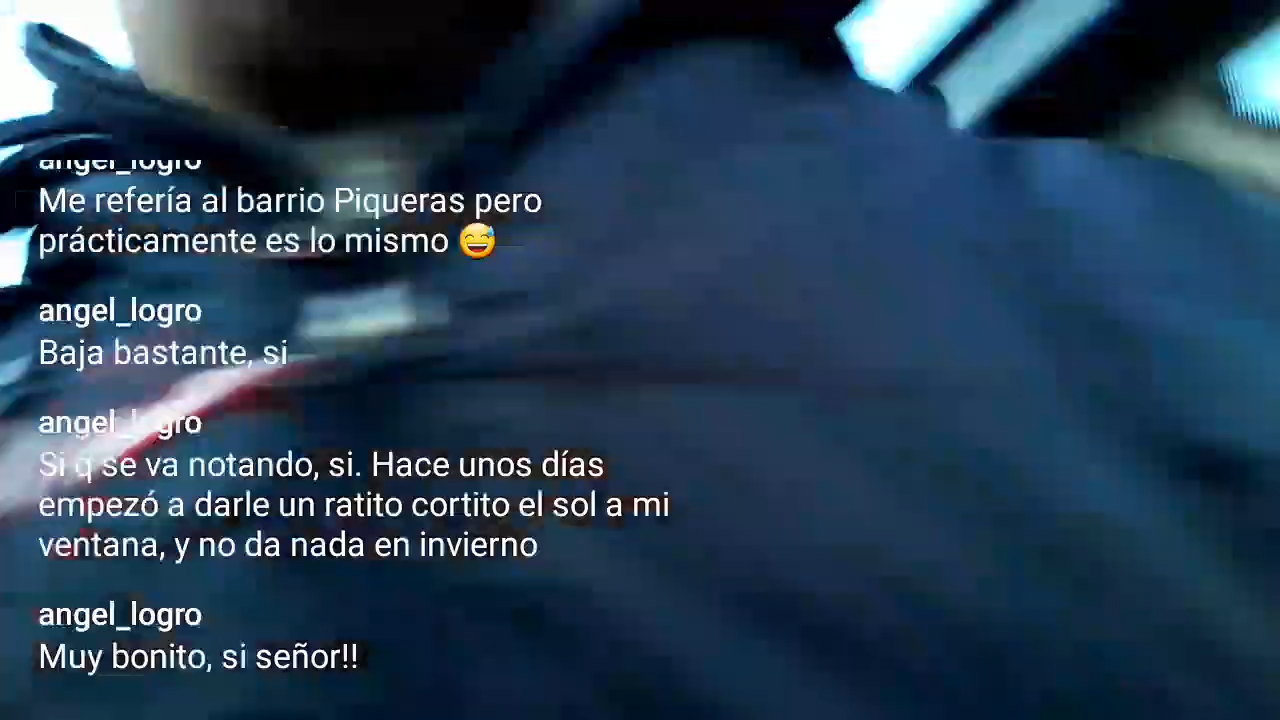 angel_logro
Me refería al barrio Piqueras pero
prácticamente es lo mismo 😅
angel_logro
Baja bastante, si
angel_logro
Si q se va notando, si. Hace unos días
empezó a darle un ratito cortito el sol a mi
ventana, y no da nada en invierno
angel_logro
Muy bonito, si señor!!